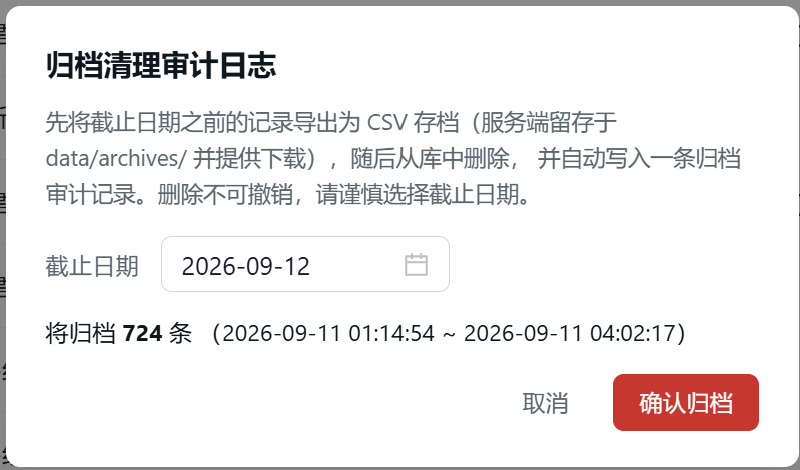 归档清理审计日志
先将截止日期之前的记录导出为 CSV 存档（服务端留存于
data/archives/ 并提供下载），随后从库中删除， 并自动写入一条归档
审计记录。删除不可撤销，请谨慎选择截止日期。
截止日期 2026-09-12
将归档 724 条 （2026-09-11 01:14:54 ~ 2026-09-11 04:02:17）
取消 确认归档